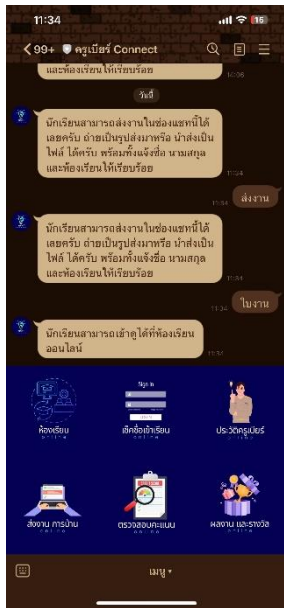 11:34
16
99+ ครูเบียร์ Connect
และห้องเรียนให้เรียบร้อย
14:06
วันนี้
นักเรียนสามารถส่งงานในช่องแชทนี้ได้
เลยครับ ถ่ายเป็นรูปส่งมาหรือ นำส่งเป็น
ไฟล์ ได้ครับ พร้อมทั้งแจ้งชื่อ นามสกุล
และห้องเรียนให้เรียบร้อย
11:34
11:34
ส่งงาน
นักเรียนสามารถส่งงานในช่องแชทนี้ได้
เลยครับ ถ่ายเป็นรูปส่งมาหรือ นำส่งเป็น
ไฟล์ ได้ครับ พร้อมทั้งแจ้งชื่อ นามสกุล
และห้องเรียนให้เรียบร้อย
11:34
11:34
ใบงาน
นักเรียนสามารถเข้าดูได้ที่ห้องเรียน
ออนไลน์
11:34
Sign in
ห้องเรียน
online
เช็คชื่อเข้าเรียน
online
ประวัติครูเบียร์
online
ส่งงาน การบ้าน
online
ตรวจสอบคะแนน
online
ผลงาน และรางวัล
online
เมนู